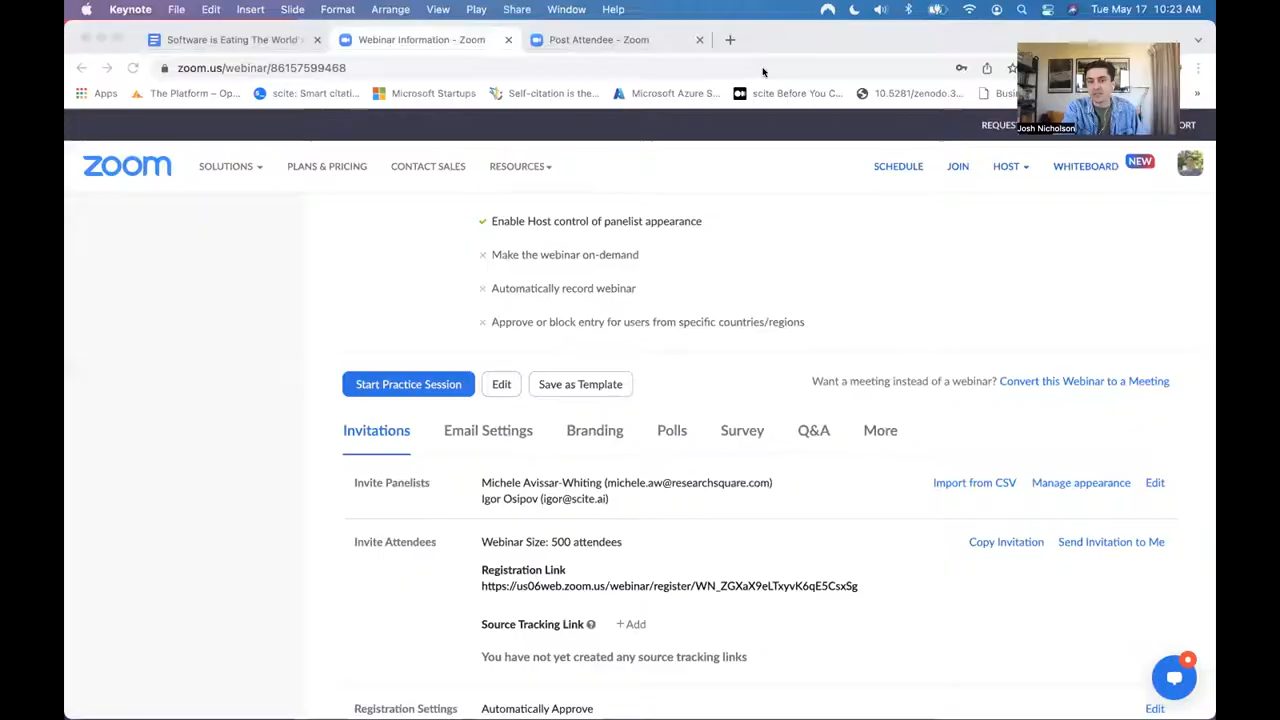 Keynote File Edit Insert Slide Format Arrange View Play Share Window Help Tue May 17 10:23 AM
Software is Eating The World' Webinar Information - Zoom Post Attendee - Zoom
zoom.us/webinar/86157599468
Apps The Platform – Op... scite: Smart citati... Microsoft Startups Self-citation is the... Microsoft Azure S... scite Before You C... 10.5281/zenodo.3... Busi »
Josh Nicholson
REQUES ORT
zoom SOLUTIONS PLANS & PRICING CONTACT SALES RESOURCES SCHEDULE JOIN HOST WHITEBOARD NEW
Enable Host control of panelist appearance
Make the webinar on-demand
Automatically record webinar
Approve or block entry for users from specific countries/regions
Start Practice Session Edit Save as Template Want a meeting instead of a webinar? Convert this Webinar to a Meeting
Invitations Email Settings Branding Polls Survey Q&A More
Invite Panelists Michele Avissar-Whiting (michele.aw@researchsquare.com) Import from CSV Manage appearance Edit
Igor Osipov (igor@scite.ai)
Invite Attendees Webinar Size: 500 attendees Copy Invitation Send Invitation to Me
Registration Link
https://us06web.zoom.us/webinar/register/WN_ZGXaX9eLTxyvK6qE5CsxSg
Source Tracking Link ? +Add
You have not yet created any source tracking links
Registration Settings Automatically Approve Edit